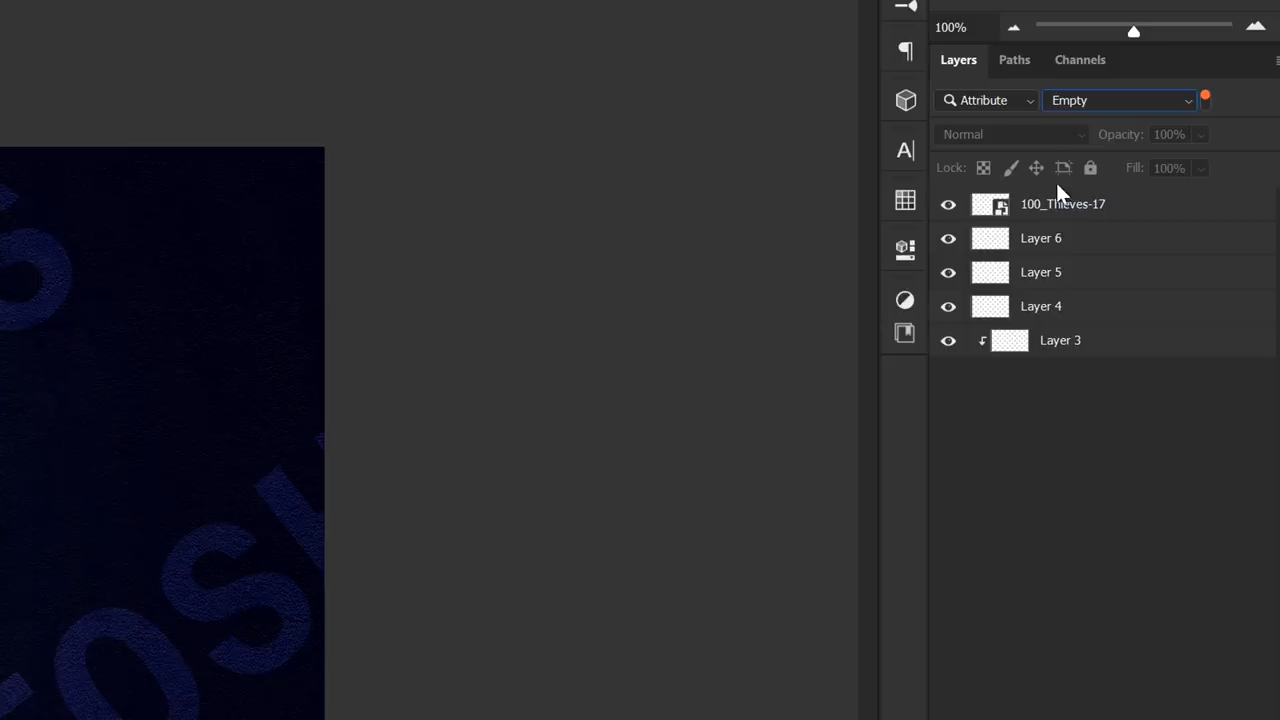 100%
Layers Paths Channels
Attribute Empty
Normal Opacity: 100%
Lock: Fill: 100%
100_Thieves-17
Layer 6
Layer 5
Layer 4
Layer 3